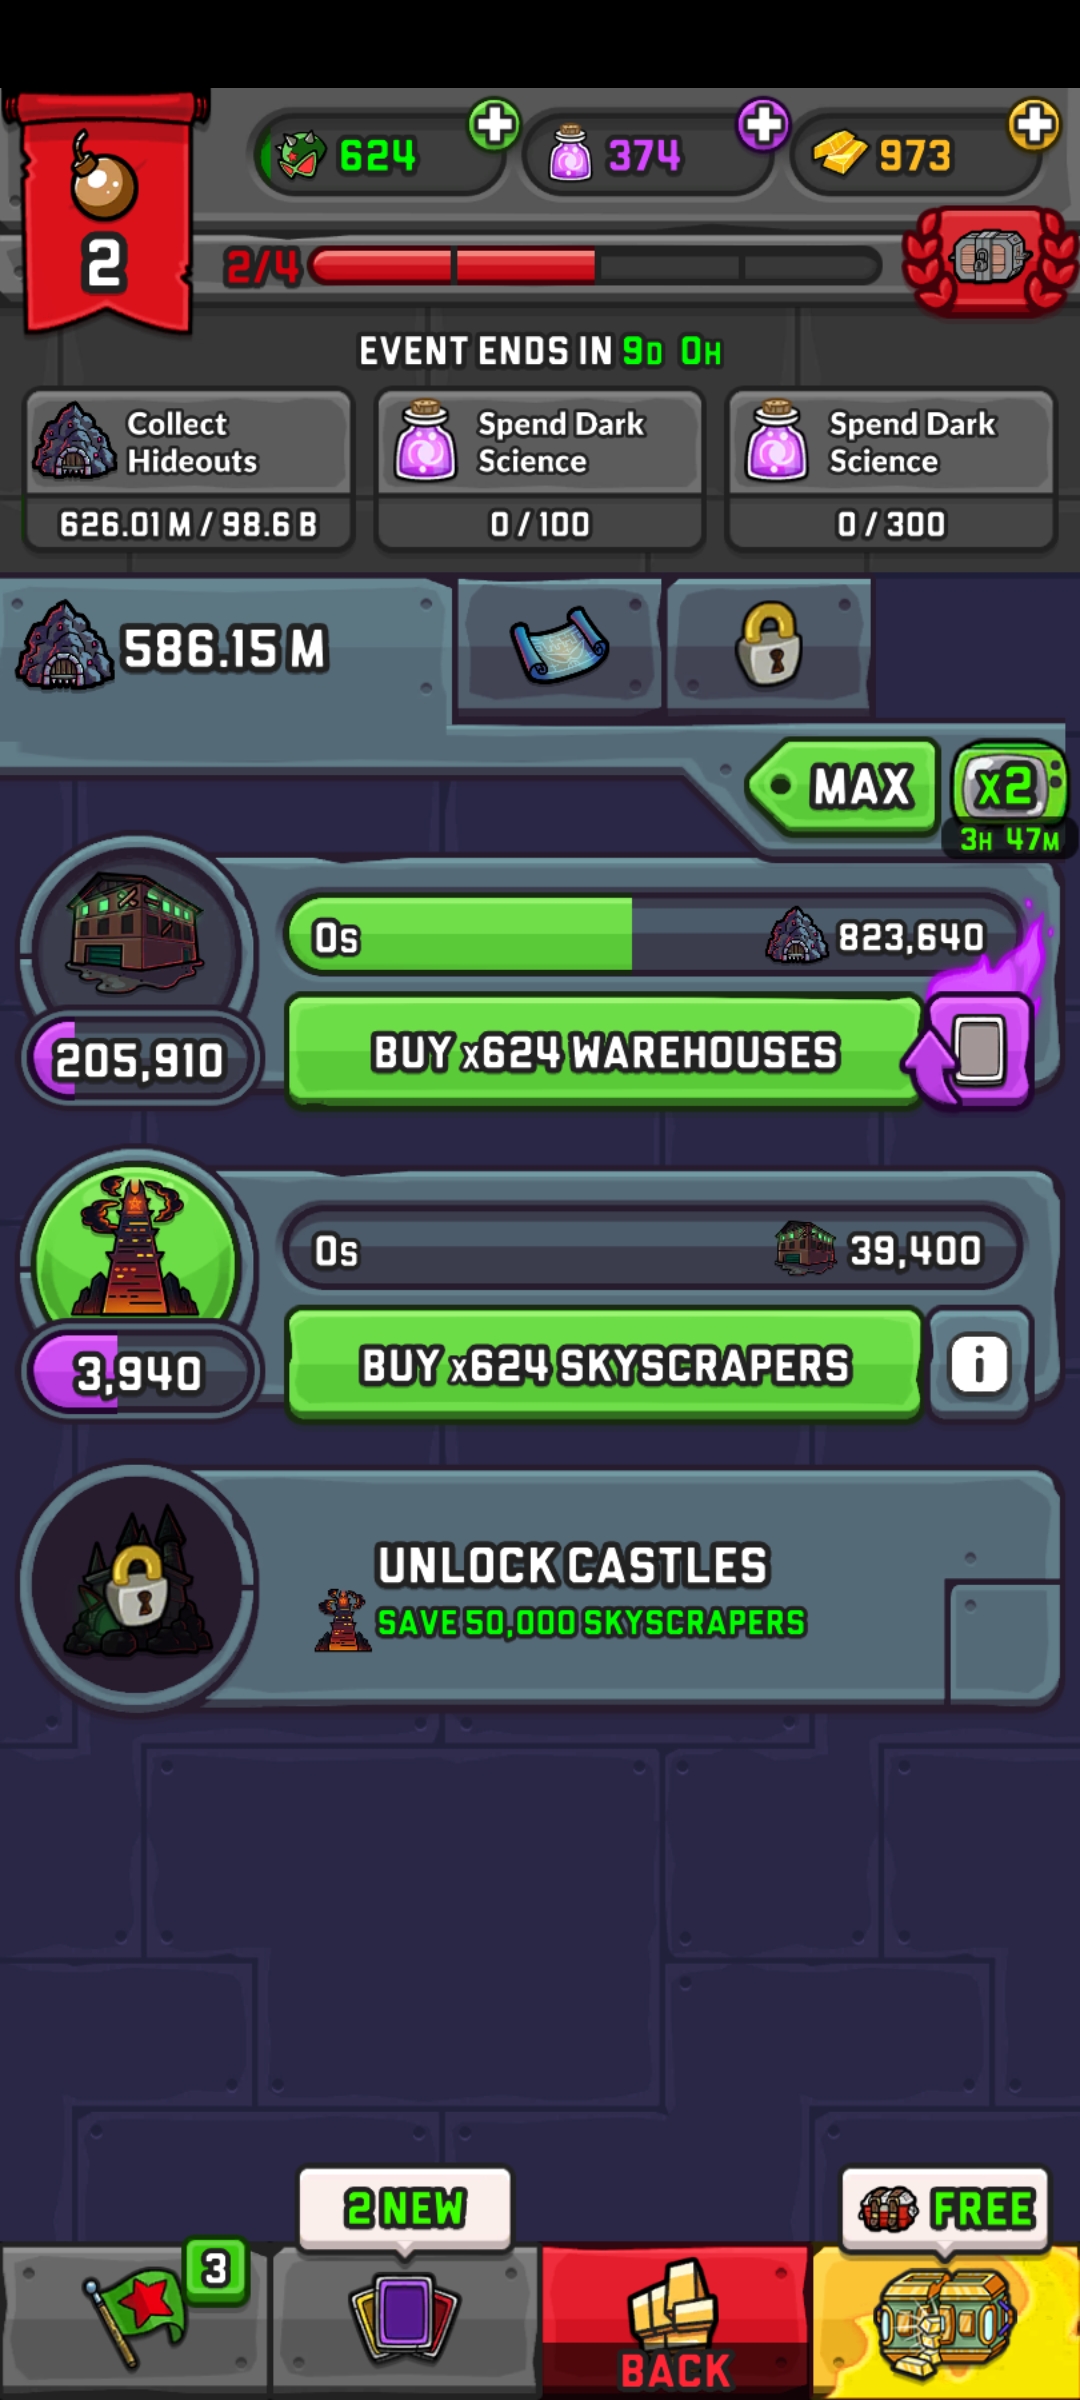 624
374
973
2
2/4
EVENT ENDS IN 9D 0H
Collect
Hideouts
626.01 M / 98.6 B
Spend Dark
Science
0 / 100
Spend Dark
Science
0 / 300
586.15 M
MAX
x2
3H 47M
0s
823,640
205,910
BUY x624 WAREHOUSES
0s
39,400
3,940
BUY x624 SKYSCRAPERS
i
UNLOCK CASTLES
SAVE 50,000 SKYSCRAPERS
2 NEW
FREE
3
BACK